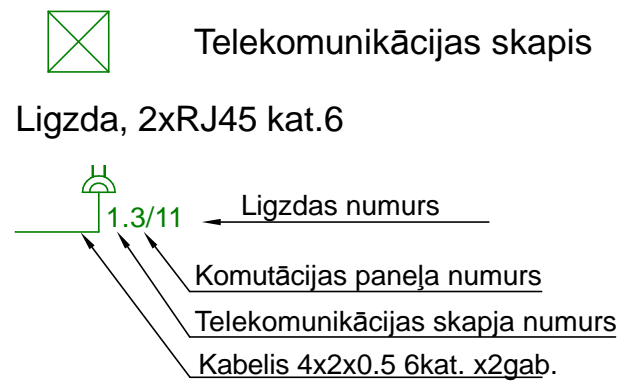 Telekomunikācijas skapis
Ligzda, 2xRJ45 kat.6
1.3/11
Ligzdas numurs
Komutācijas paneļa numurs
Telekomunikācijas skapja numurs
Kabelis 4x2x0.5 6kat. x2gab.